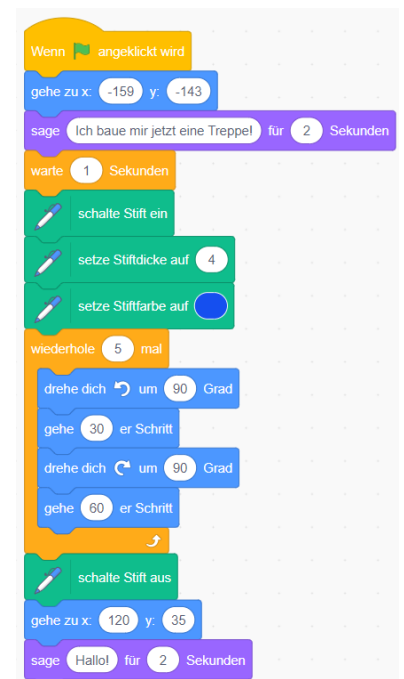 Wenn angeklickt wird
gehe zu x: -159 y: -143
sage Ich baue mir jetzt eine Treppe! für 2 Sekunden
warte 1 Sekunden
schalte Stift ein
setze Stiftdicke auf 4
setze Stiftfarbe auf
wiederhole 5 mal
drehe dich um 90 Grad
gehe 30 er Schritt
drehe dich um 90 Grad
gehe 60 er Schritt
schalte Stift aus
gehe zu x: 120 y: 35
sage Hallo! für 2 Sekunden